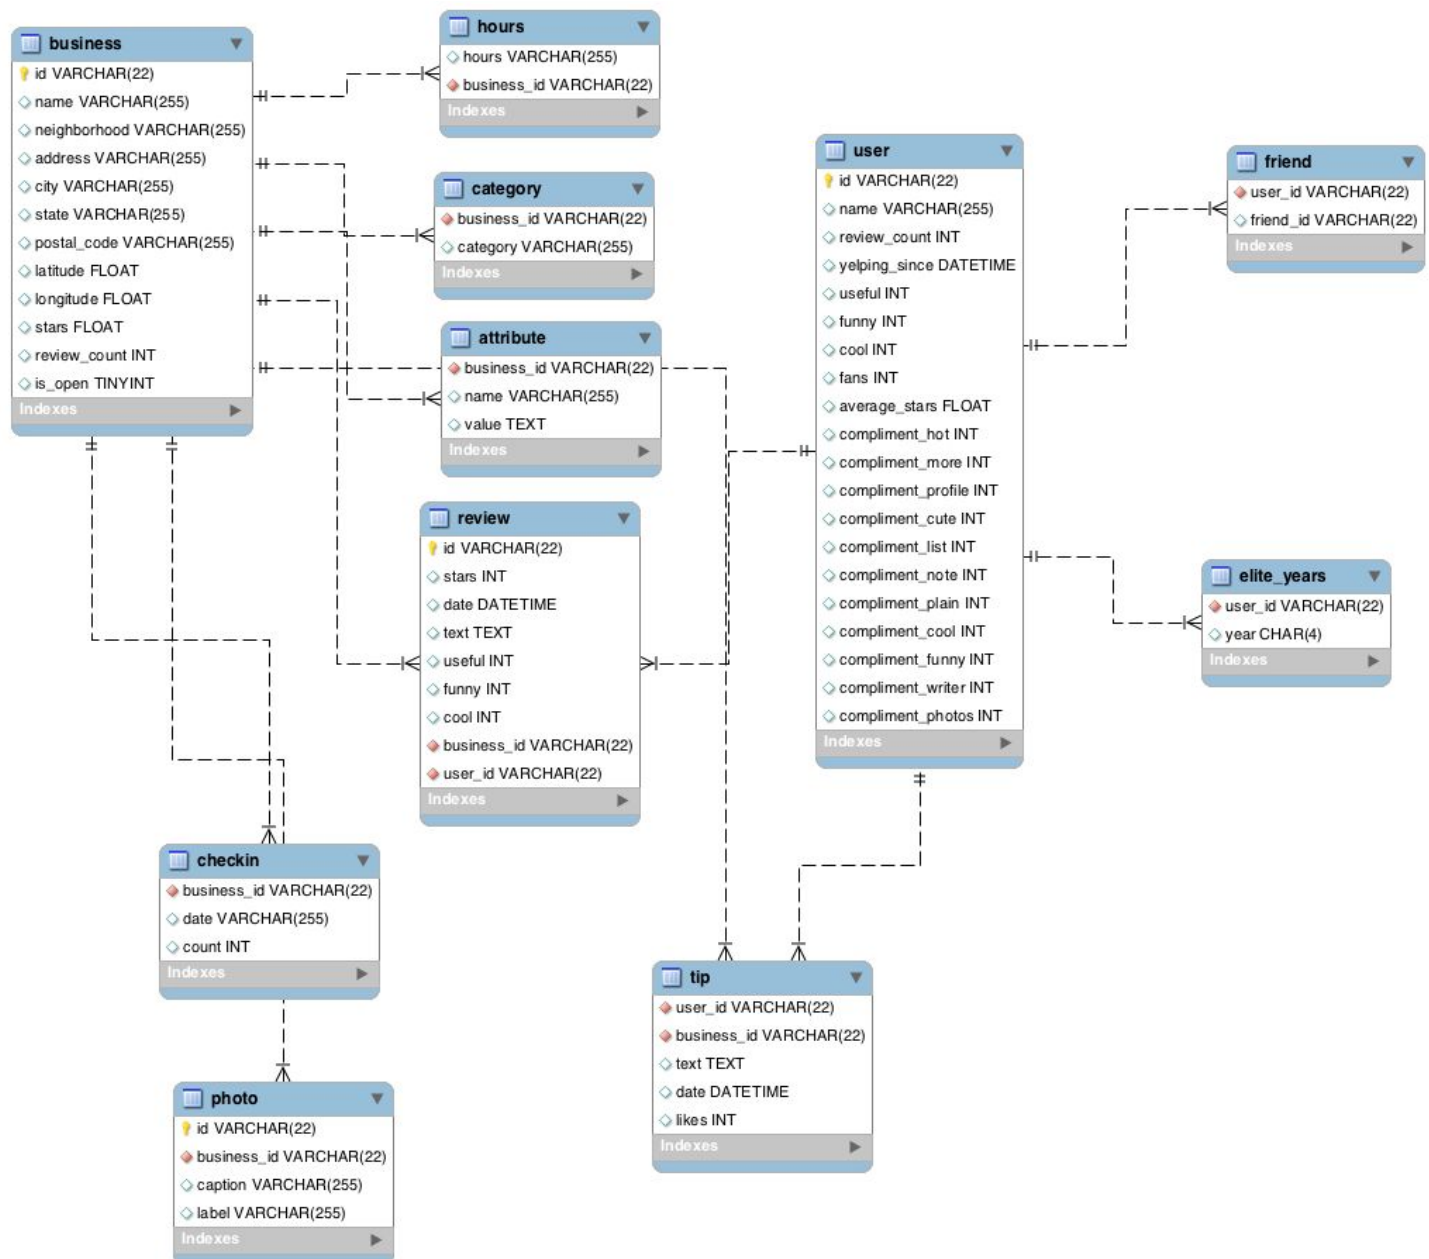 business
id VARCHAR(22)
name VARCHAR(255)
neighborhood VARCHAR(255)
address VARCHAR(255)
city VARCHAR(255)
state VARCHAR(255)
postal_code VARCHAR(255)
latitude FLOAT
longitude FLOAT
stars FLOAT
review_count INT
is_open TINYINT
Indexes
hours
hours VARCHAR(255)
business_id VARCHAR(22)
Indexes
category
business_id VARCHAR(22)
category VARCHAR(255)
Indexes
attribute
business_id VARCHAR(22)
name VARCHAR(255)
value TEXT
Indexes
review
id VARCHAR(22)
stars INT
date DATETIME
text TEXT
useful INT
funny INT
cool INT
business_id VARCHAR(22)
user_id VARCHAR(22)
Indexes
user
id VARCHAR(22)
name VARCHAR(255)
review_count INT
yelping_since DATETIME
useful INT
funny INT
cool INT
fans INT
average_stars FLOAT
compliment_hot INT
compliment_more INT
compliment_profile INT
compliment_cute INT
compliment_list INT
compliment_note INT
compliment_plain INT
compliment_cool INT
compliment_funny INT
compliment_writer INT
compliment_photos INT
Indexes
friend
user_id VARCHAR(22)
friend_id VARCHAR(22)
Indexes
elite_years
user_id VARCHAR(22)
year CHAR(4)
Indexes
checkin
business_id VARCHAR(22)
date VARCHAR(255)
count INT
Indexes
tip
user_id VARCHAR(22)
business_id VARCHAR(22)
text TEXT
date DATETIME
likes INT
Indexes
photo
id VARCHAR(22)
business_id VARCHAR(22)
caption VARCHAR(255)
label VARCHAR(255)
Indexes